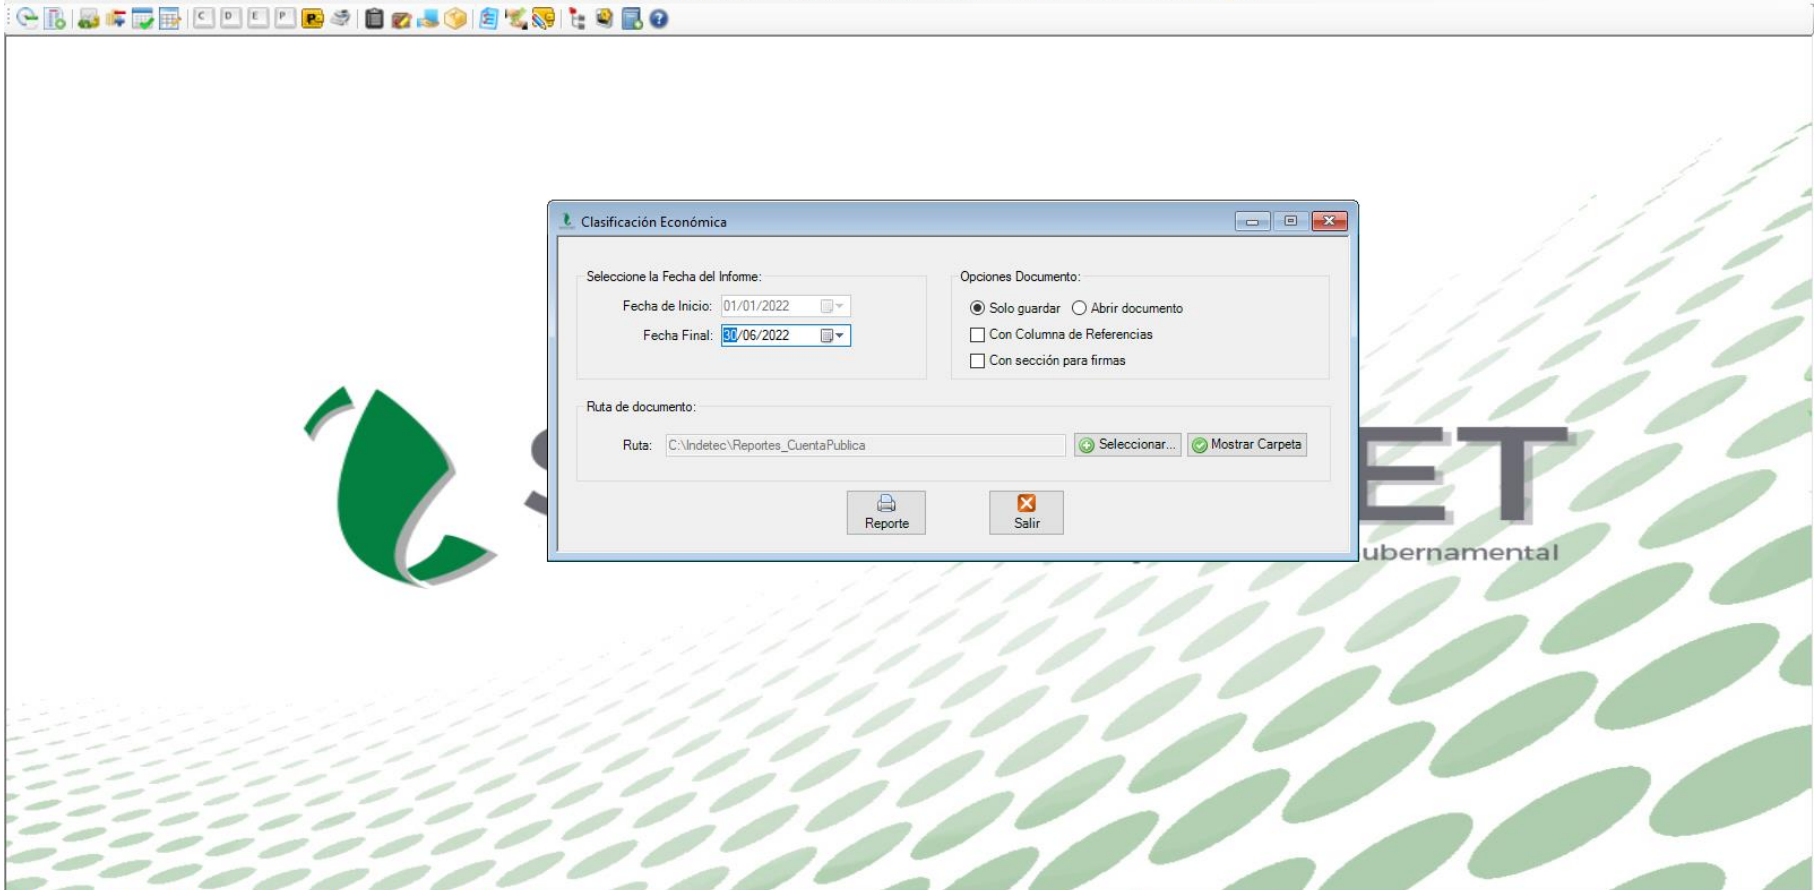 C D E P P
Clasificación Económica
Seleccione la Fecha del Informe:
Fecha de Inicio: 01/01/2022
Fecha Final: 30/06/2022
Opciones Documento:
Solo guardar Abrir documento
Con Columna de Referencias
Con sección para firmas
Ruta de documento:
Ruta: C:\Indetec\Reportes_CuentaPublica Seleccionar... Mostrar Carpeta
Reporte Salir
S ET
ubernamental